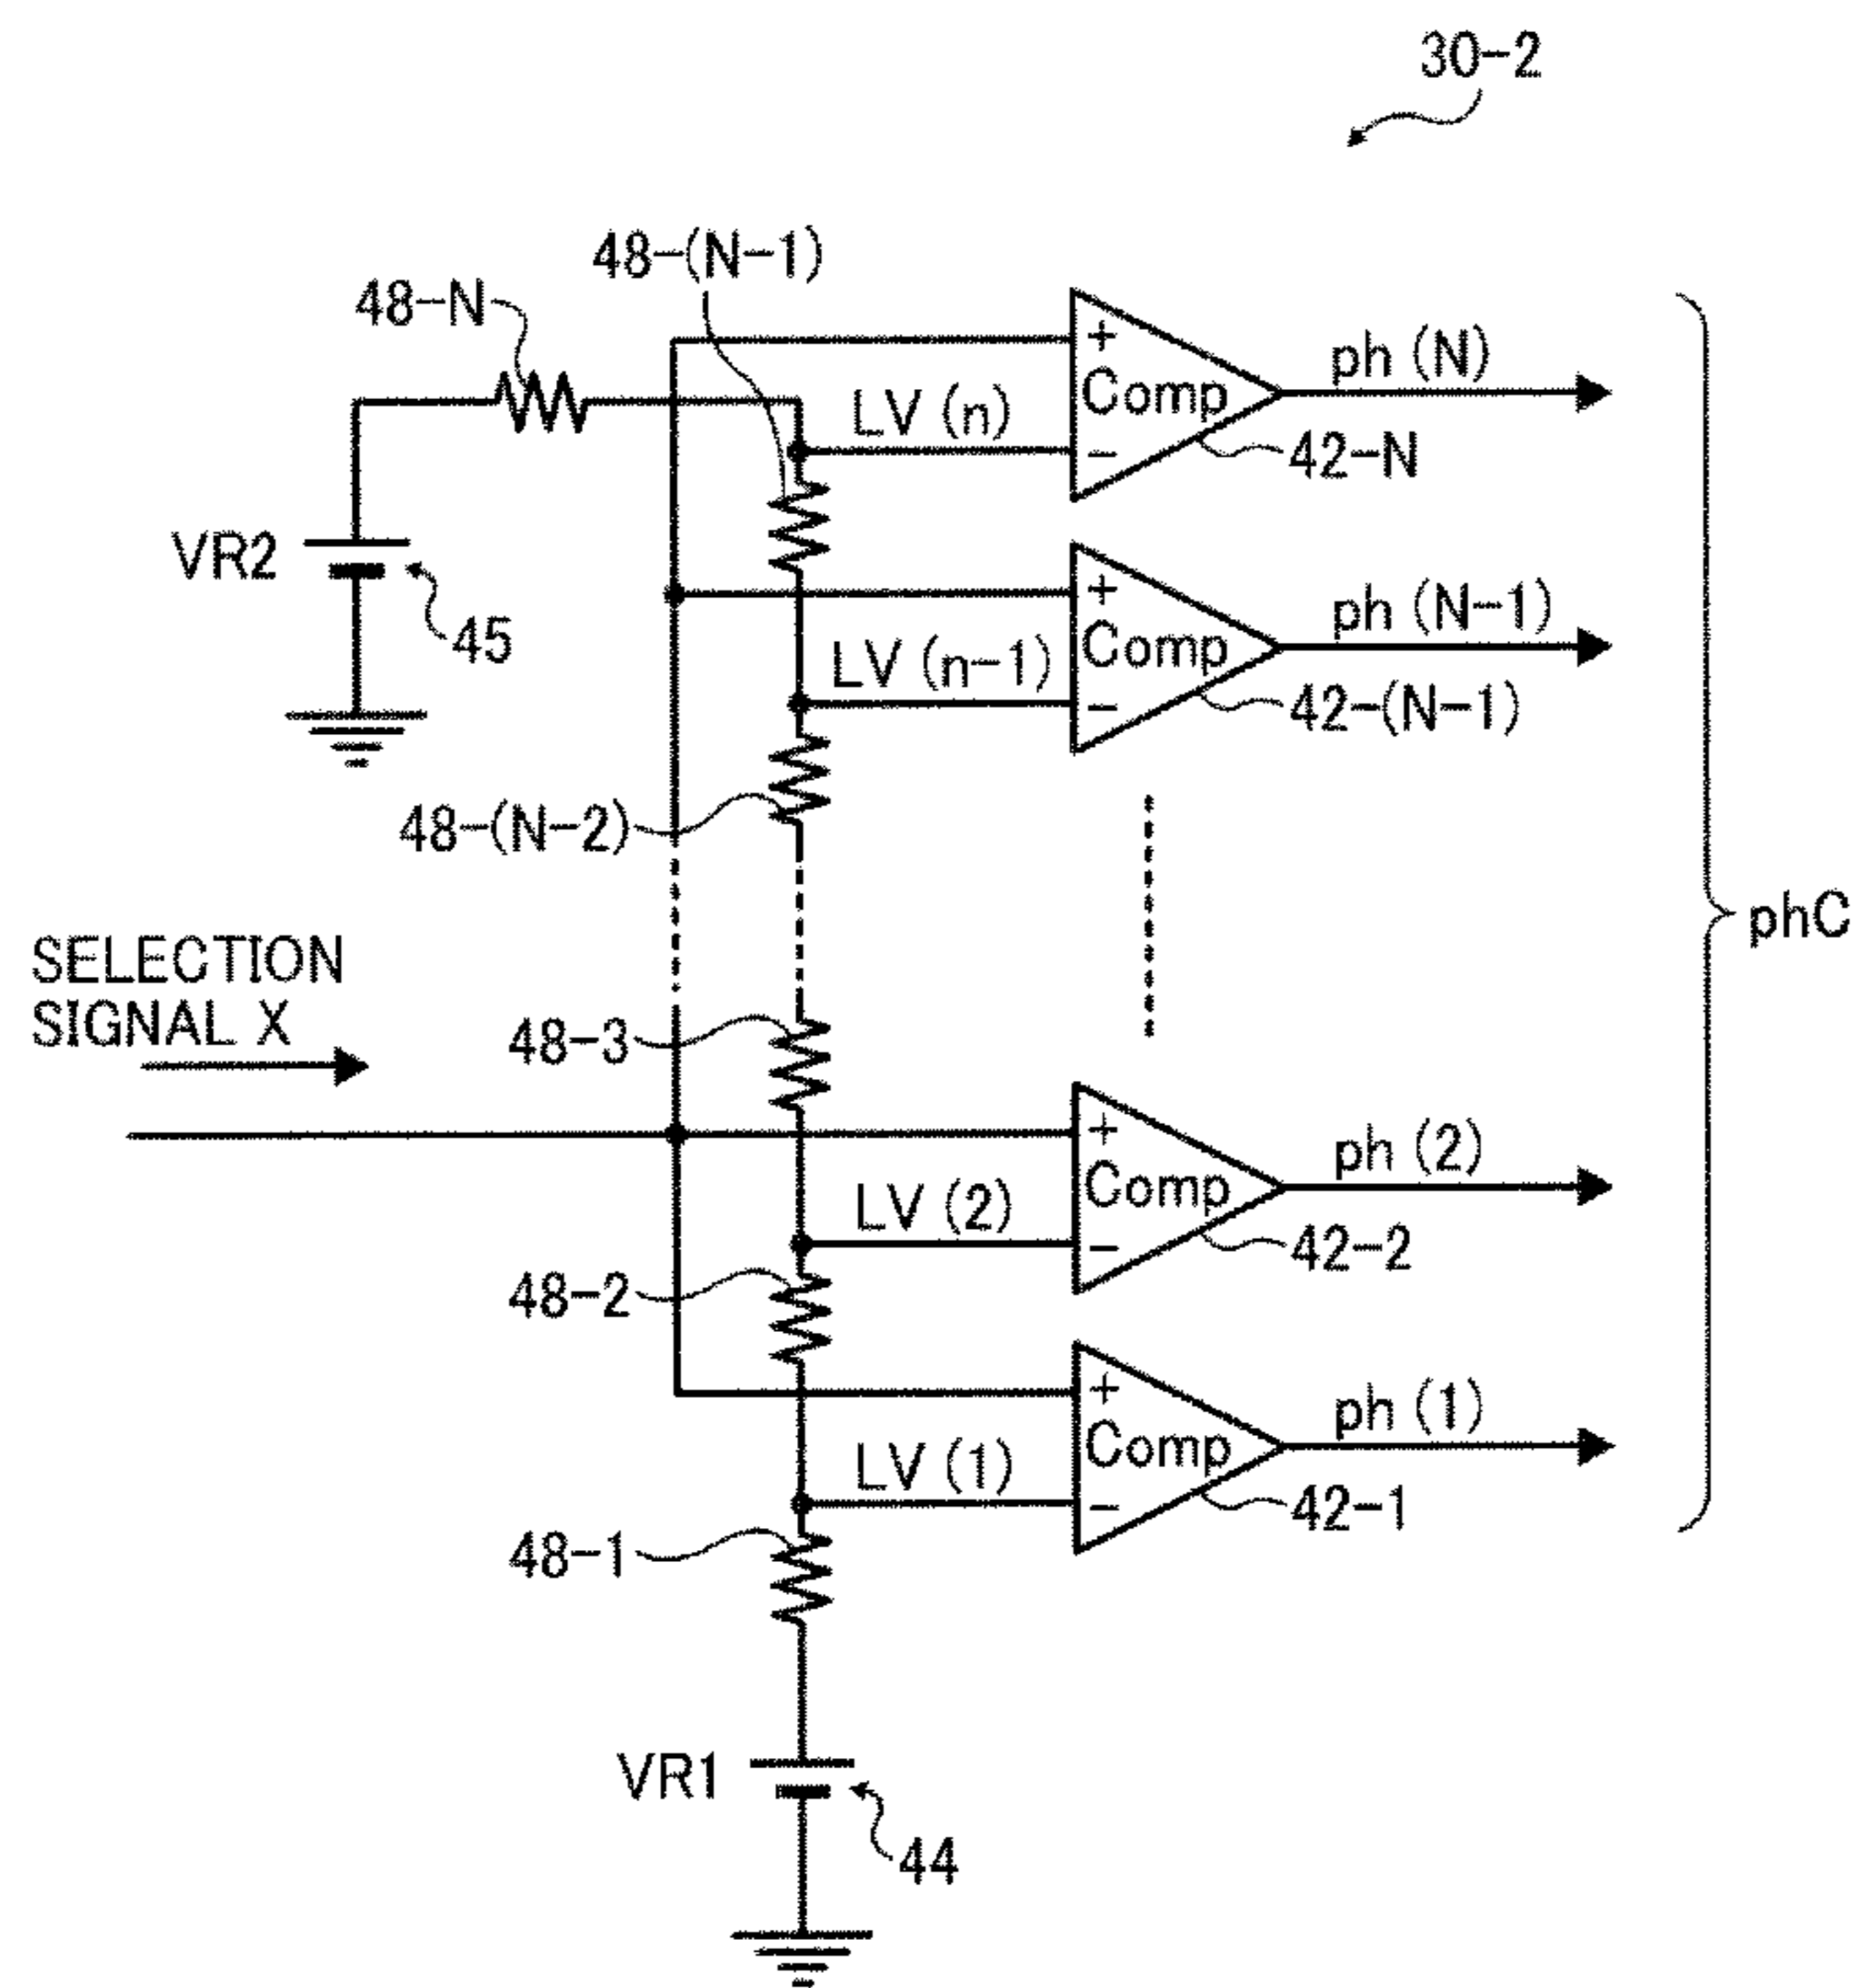 30-2
48-(N-1)
48-N
+
Comp
-
LV (n)
ph (N)
42-N
VR2
45
+
Comp
-
LV (n-1)
ph (N-1)
42-(N-1)
48-(N-2)
phC
SELECTION
SIGNAL X
48-3
+
Comp
-
LV (2)
ph (2)
42-2
48-2
+
Comp
-
LV (1)
ph (1)
42-1
48-1
VR1
44